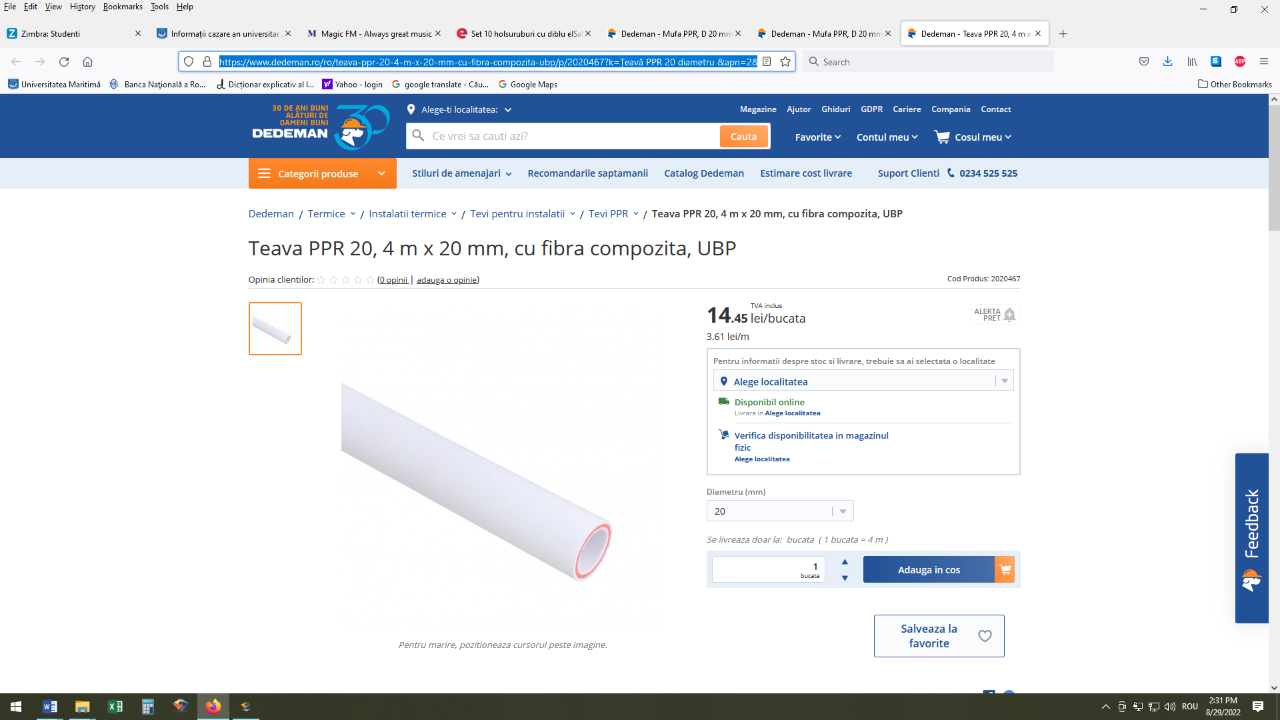 File Edit View History Bookmarks Tools Help
Zimbra: Studenti
Informații cazare an universitar
Magic FM - Always great music
Set 10 holsuruburi cu diblu elSa
Dedeman - Mufa PPR, D 20 mm
Dedeman - Mufa PPR, D 20 mm
Dedeman - Teava PPR 20, 4 m x
https://www.dedeman.ro/ro/teava-ppr-20-4-m-x-20-mm-cu-fibra-compozita-ubp/p/2020467?k=Teavă PPR 20 diametru &apn=28
Search
Universitatea Maritimă
Banca Naţională a Ro...
Dicționar explicativ al l...
Yahoo - login
google translate - Cău...
Google Maps
Other Bookmarks
30 DE ANI BUNI
ALĂTURI DE
OAMENI BUNI
DEDEMAN
Alege-ti localitatea:
Magazine Ajutor Ghiduri GDPR Cariere Compania Contact
Ce vrei sa cauti azi?
Cauta
Favorite Contul meu Cosul meu
Categorii produse
Stiluri de amenajari Recomandarile saptamanii Catalog Dedeman Estimare cost livrare Suport Clienti 0234 525 525
Dedeman / Termice / Instalatii termice / Tevi pentru instalatii / Tevi PPR / Teava PPR 20, 4 m x 20 mm, cu fibra compozita, UBP
Teava PPR 20, 4 m x 20 mm, cu fibra compozita, UBP
Opinia clientilor: (0 opinii | adauga o opinie)
Cod Produs: 2020467
14.45 lei/bucata
TVA inclus
ALERTA
PRET
3.61 lei/m
Pentru informatii despre stoc si livrare, trebuie sa ai selectata o localitate
Alege localitatea
Disponibil online
Livrare in Alege localitatea
Verifica disponibilitatea in magazinul
fizic
Alege localitatea
Diametru (mm)
20
Se livreaza doar la: bucata ( 1 bucata = 4 m )
1
bucata
Adauga in cos
Salveaza la
favorite
Pentru marire, pozitioneaza cursorul peste imagine.
Feedback
ROU
2:31 PM
8/29/2022